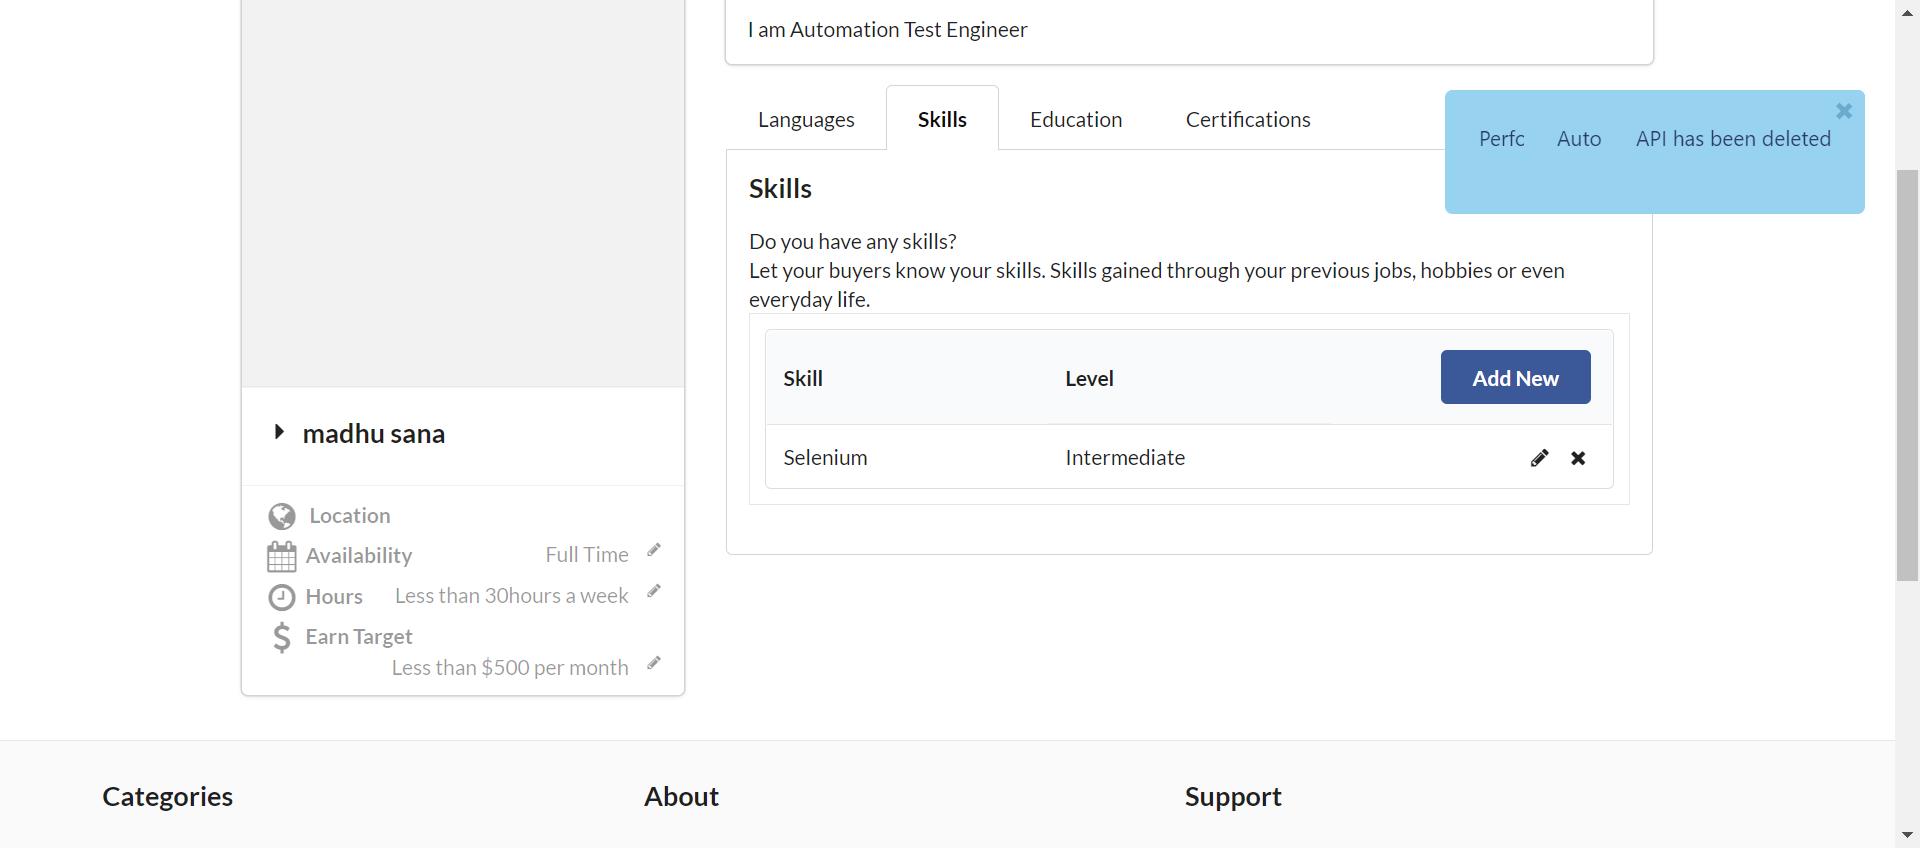 I am Automation Test Engineer
Languages Skills Education Certifications
Perfc Auto API has been deleted
Skills
Do you have any skills?
Let your buyers know your skills. Skills gained through your previous jobs, hobbies or even
everyday life.
Skill Level Add New
Selenium Intermediate
madhu sana
Location
Availability Full Time
Hours Less than 30hours a week
Earn Target
Less than $500 per month
Categories About Support